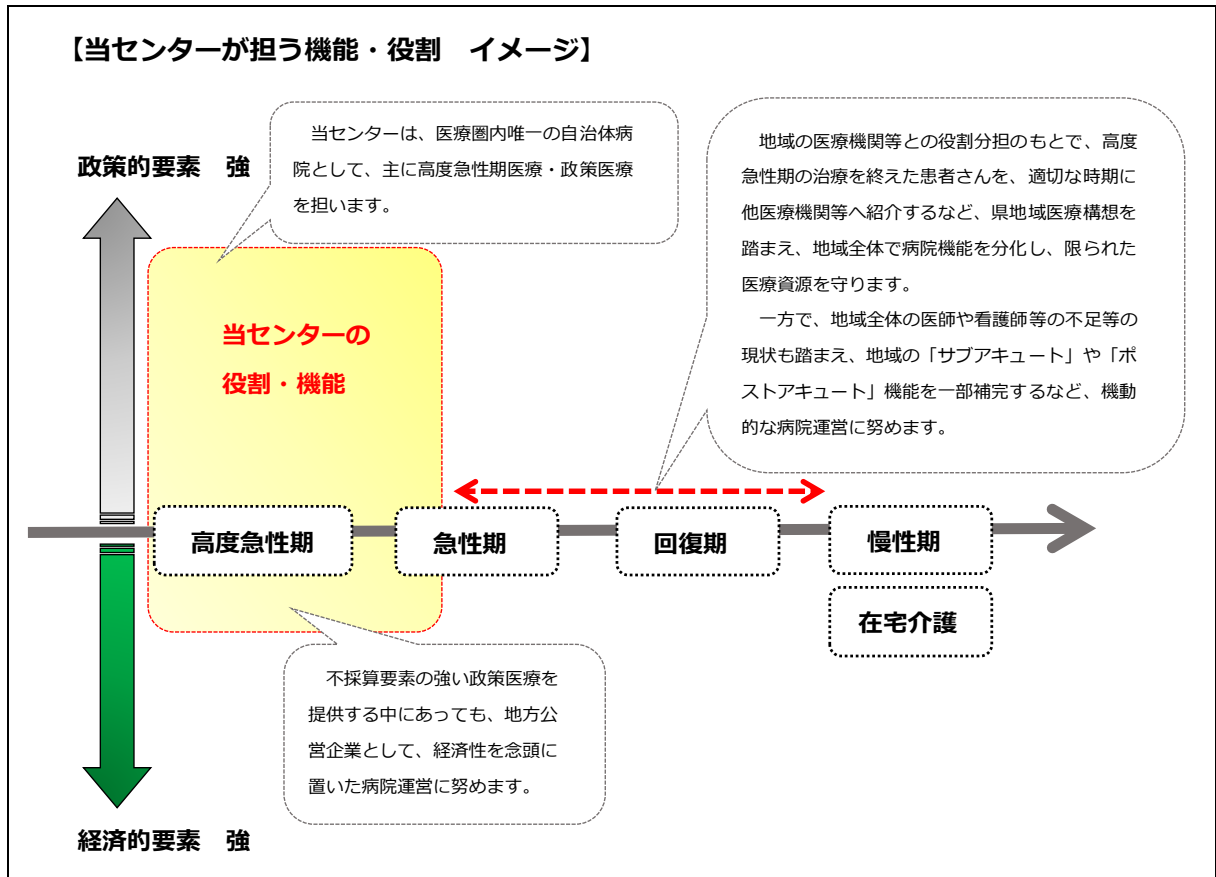 【当センターが担う機能・役割　イメージ】
当センターは、医療圏内唯一の自治体病
院として、主に高度急性期医療・政策医療
を担います。
政策的要素　強
地域の医療機関等との役割分担のもとで、高度
急性期の治療を終えた患者さんを、適切な時期に
他医療機関等へ紹介するなど、県地域医療構想を
踏まえ、地域全体で病院機能を分化し、限られた
医療資源を守ります。
一方で、地域全体の医師や看護師等の不足等の
現状も踏まえ、地域の「サブアキュート」や「ポ
ストアキュート」機能を一部補完するなど、機動
的な病院運営に努めます。
当センターの
役割・機能
高度急性期
急性期
回復期
慢性期
在宅介護
不採算要素の強い政策医療を
提供する中にあっても、地方公
営企業として、経済性を念頭に
置いた病院運営に努めます。
経済的要素　強